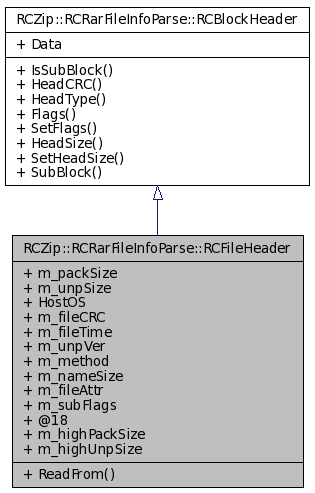 RCZip::RCRarFileInfoParse::RCBlockHeader
+ Data
+ IsSubBlock()
+ HeadCRC()
+ HeadType()
+ Flags()
+ SetFlags()
+ HeadSize()
+ SetHeadSize()
+ SubBlock()
RCZip::RCRarFileInfoParse::RCFileHeader
+ m_packSize
+ m_unpSize
+ HostOS
+ m_fileCRC
+ m_fileTime
+ m_unpVer
+ m_method
+ m_nameSize
+ m_fileAttr
+ m_subFlags
+ @18
+ m_highPackSize
+ m_highUnpSize
+ ReadFrom()